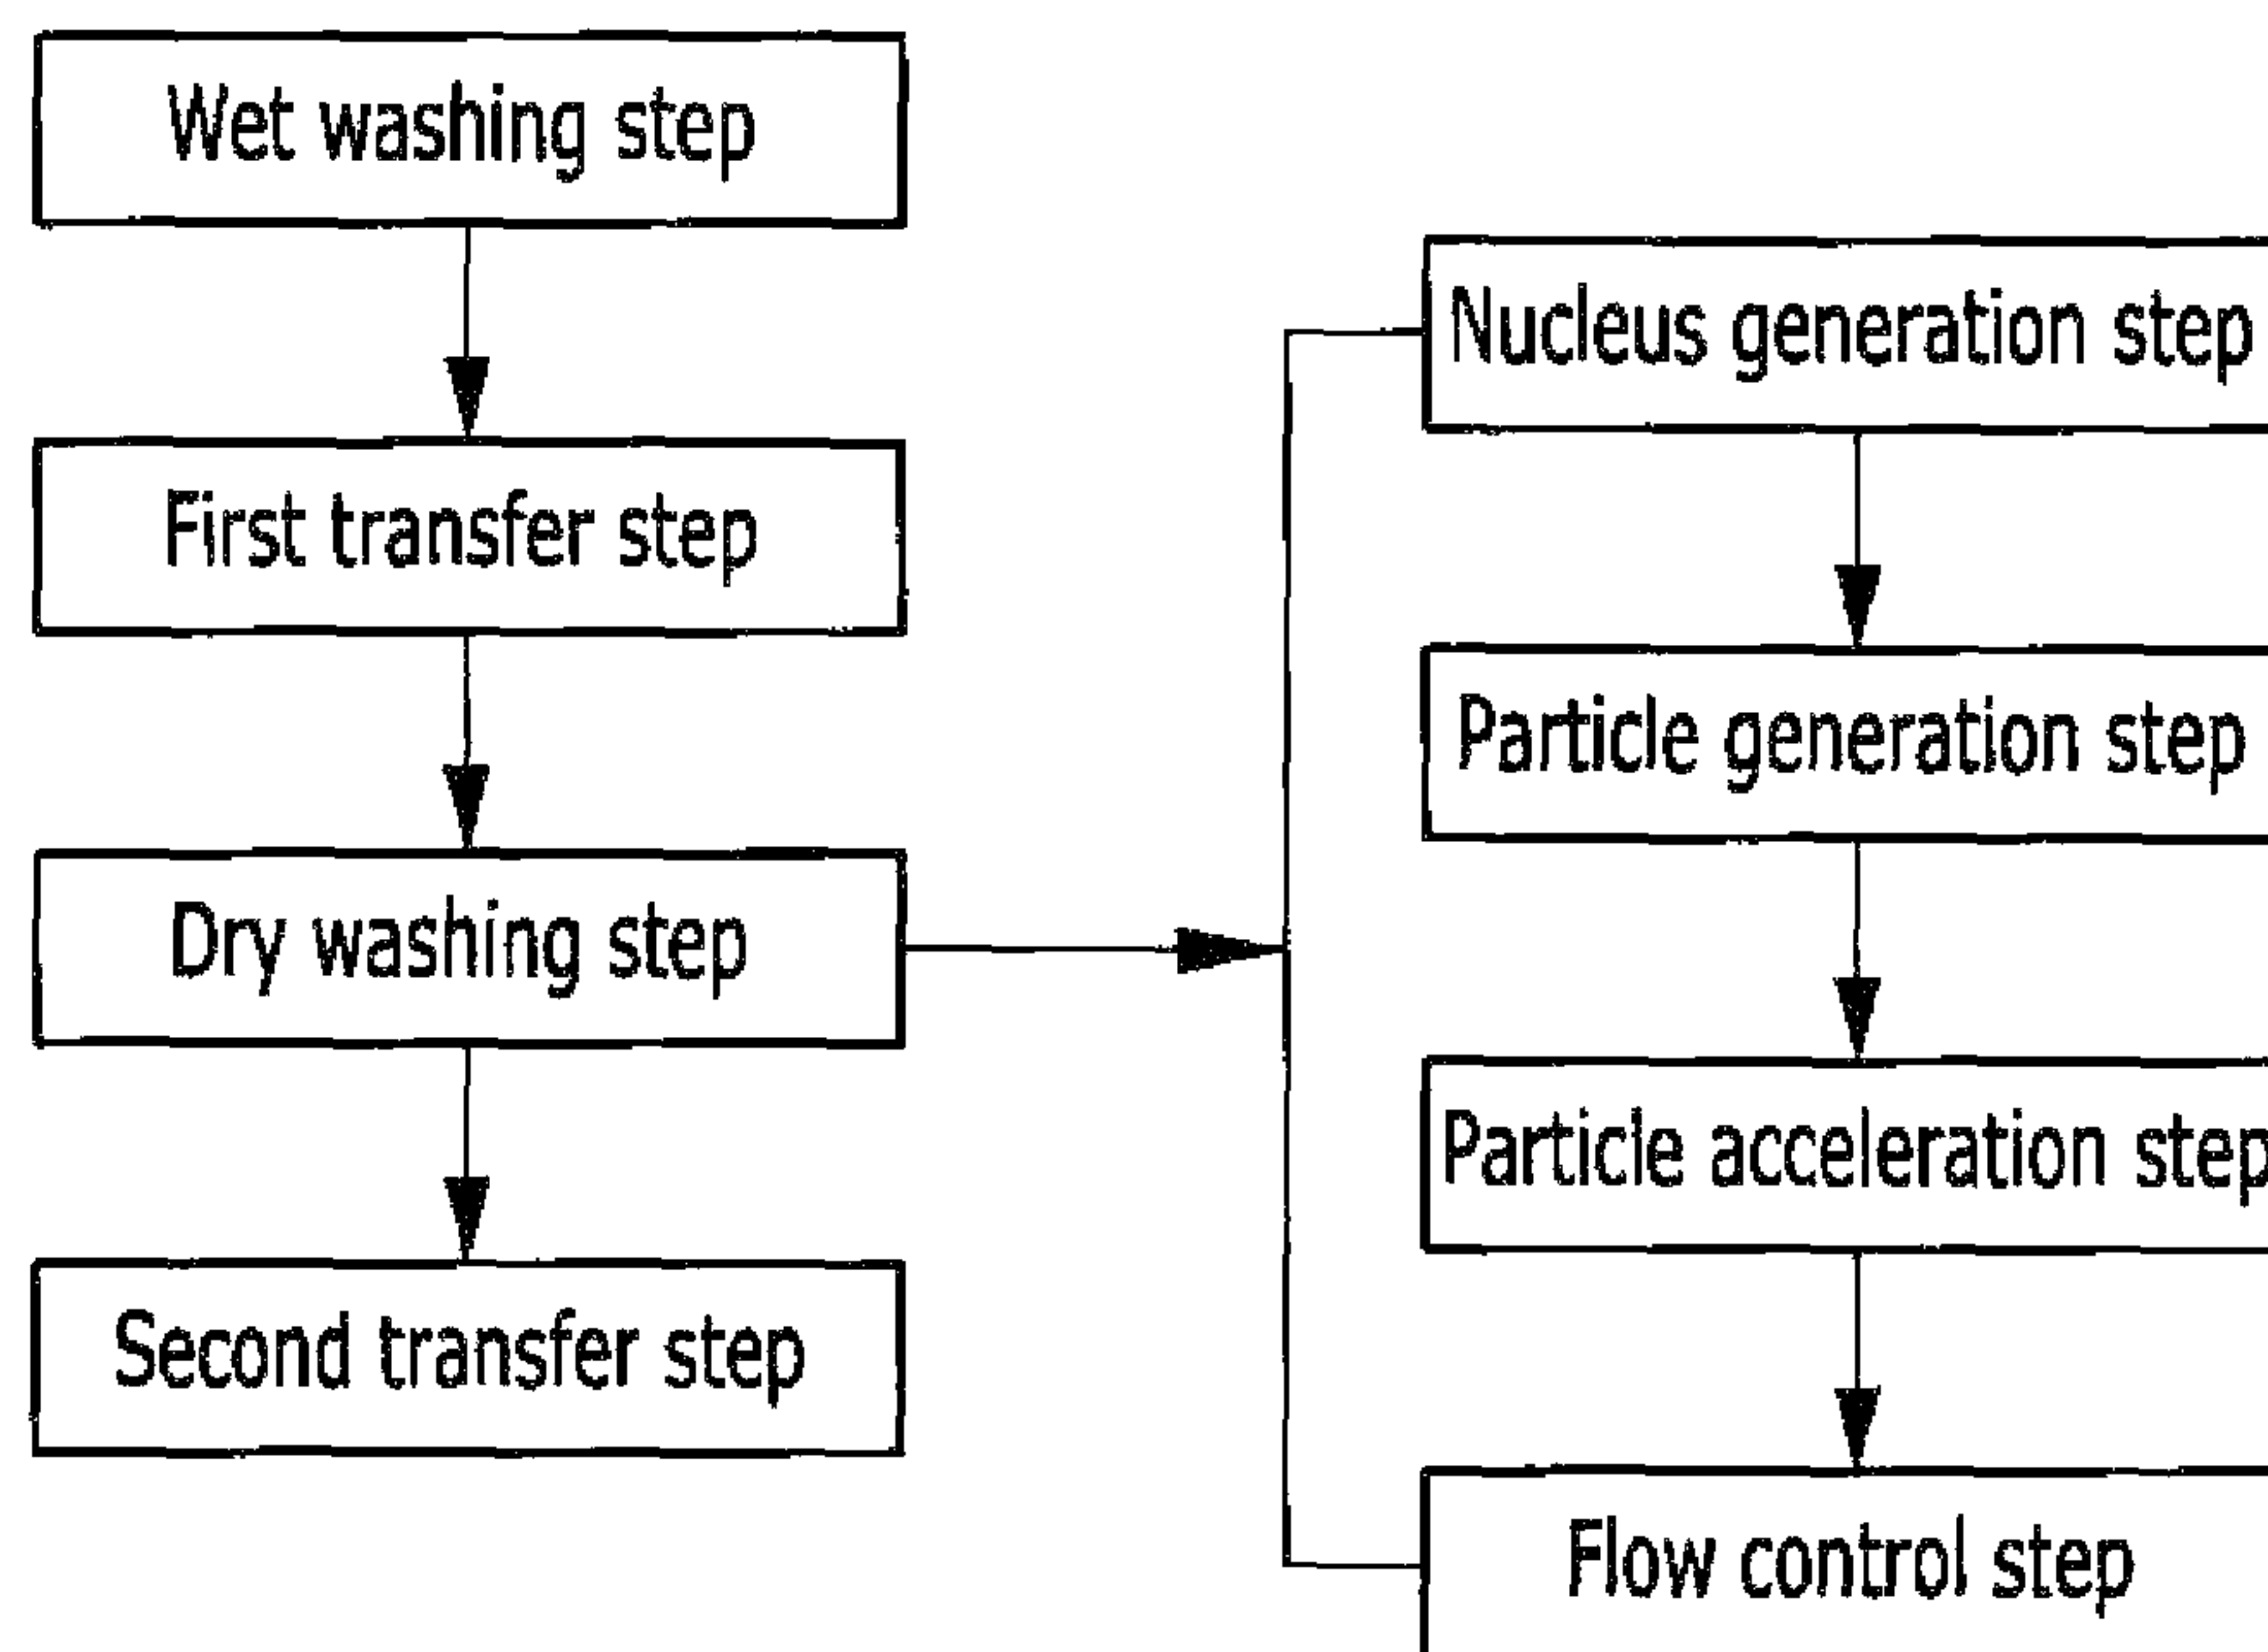 Wet washing step
First transfer step
Dry washing step
Second transfer step
Nucleus generation step
Particle generation step
Particle acceleration step
Flow control step